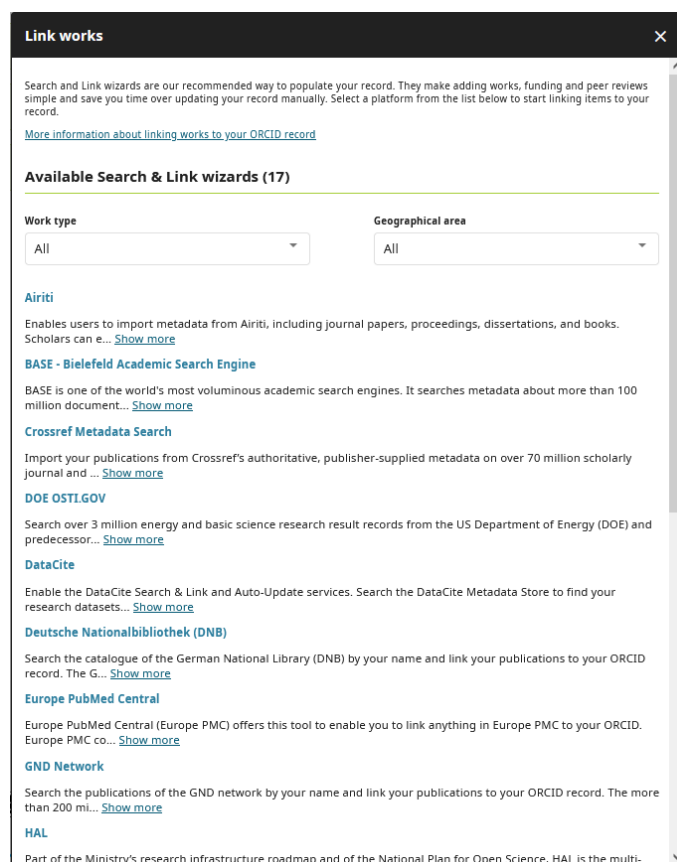 Link works
Search and Link wizards are our recommended way to populate your record. They make adding works, funding and peer reviews
simple and save you time over updating your record manually. Select a platform from the list below to start linking items to your
record.
More information about linking works to your ORCID record
Available Search & Link wizards (17)
Work type
Geographical area
All
All
Airiti
Enables users to import metadata from Airiti, including journal papers, proceedings, dissertations, and books.
Scholars can e... Show more
BASE - Bielefeld Academic Search Engine
BASE is one of the world's most voluminous academic search engines. It searches metadata about more than 100
million document... Show more
Crossref Metadata Search
Import your publications from Crossref's authoritative, publisher-supplied metadata on over 70 million scholarly
journal and ... Show more
DOE OSTI.GOV
Search over 3 million energy and basic science research result records from the US Department of Energy (DOE) and
predecessor... Show more
DataCite
Enable the DataCite Search & Link and Auto-Update services. Search the DataCite Metadata Store to find your
research datasets... Show more
Deutsche Nationalbibliothek (DNB)
Search the catalogue of the German National Library (DNB) by your name and link your publications to your ORCID
record. The G... Show more
Europe PubMed Central
Europe PubMed Central (Europe PMC) offers this tool to enable you to link anything in Europe PMC to your ORCID.
Europe PMC co... Show more
GND Network
Search the publications of the GND network by your name and link your publications to your ORCID record. The more
than 200 mi... Show more
HAL
Part of the Ministry's research infrastructure roadmap and of the National Plan for Open Science, HAL is the multi-